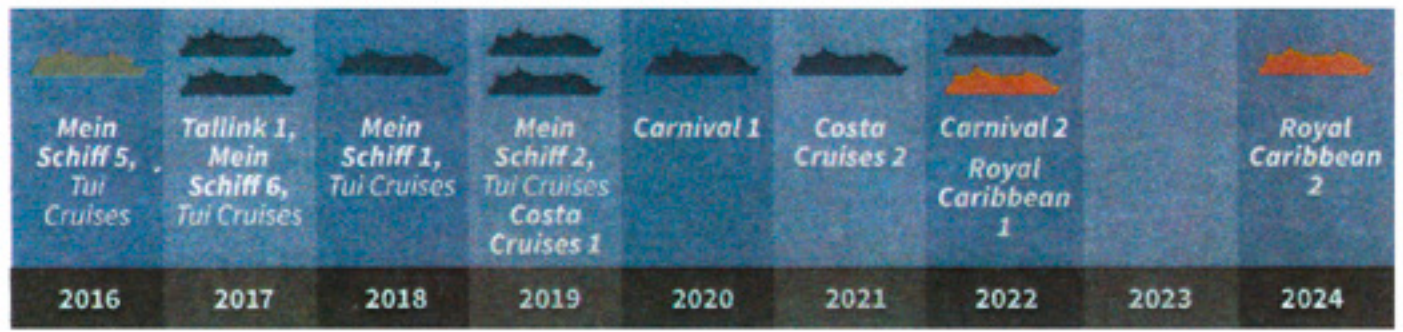 Mein
Schiff 5,
Tui
Cruises
2016
Tallink 1,
Mein
Schiff 6,
Tui Cruises
2017
Mein
Schiff 1,
Tui Cruises
2018
Mein
Schiff 2,
Tui Cruises
Costa
Cruises 1
2019
Carnival 1
2020
Costa
Cruises 2
2021
Carnival 2
Royal
Caribbean
1
2022
2023
Royal
Caribbean
2
2024